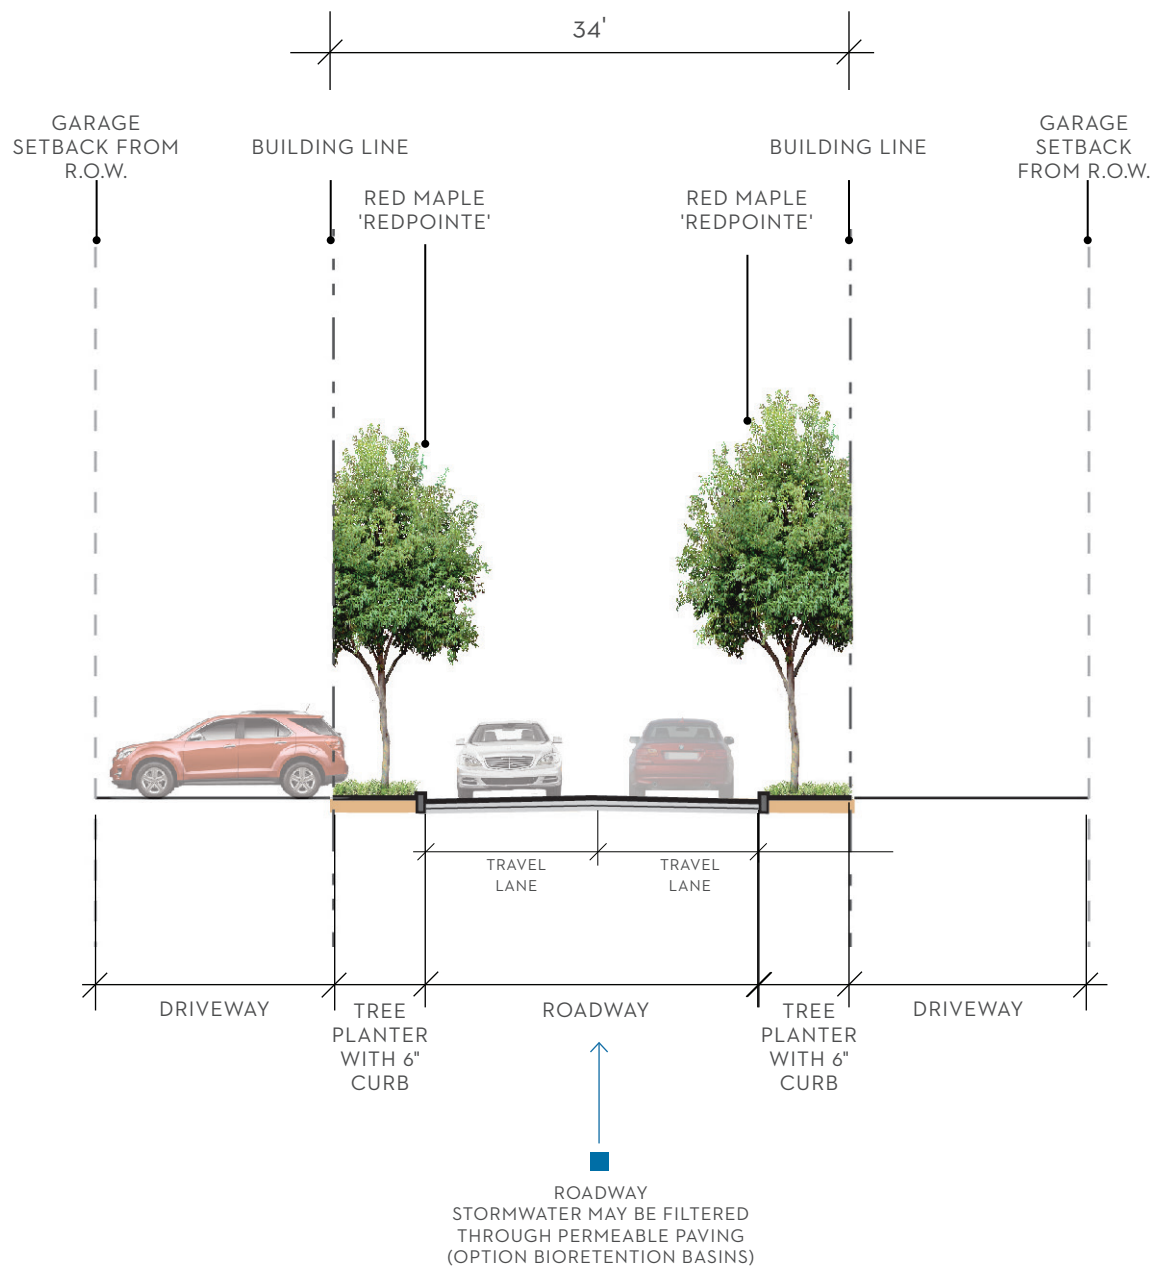 34'
GARAGE
SETBACK FROM
R.O.W.
BUILDING LINE
RED MAPLE
'REDPOINTE'
RED MAPLE
'REDPOINTE'
BUILDING LINE
GARAGE
SETBACK
FROM R.O.W.
TRAVEL
LANE
TRAVEL
LANE
DRIVEWAY
TREE
PLANTER
WITH 6"
CURB
ROADWAY
TREE
PLANTER
WITH 6"
CURB
DRIVEWAY
ROADWAY
STORMWATER MAY BE FILTERED
THROUGH PERMEABLE PAVING
(OPTION BIORETENTION BASINS)